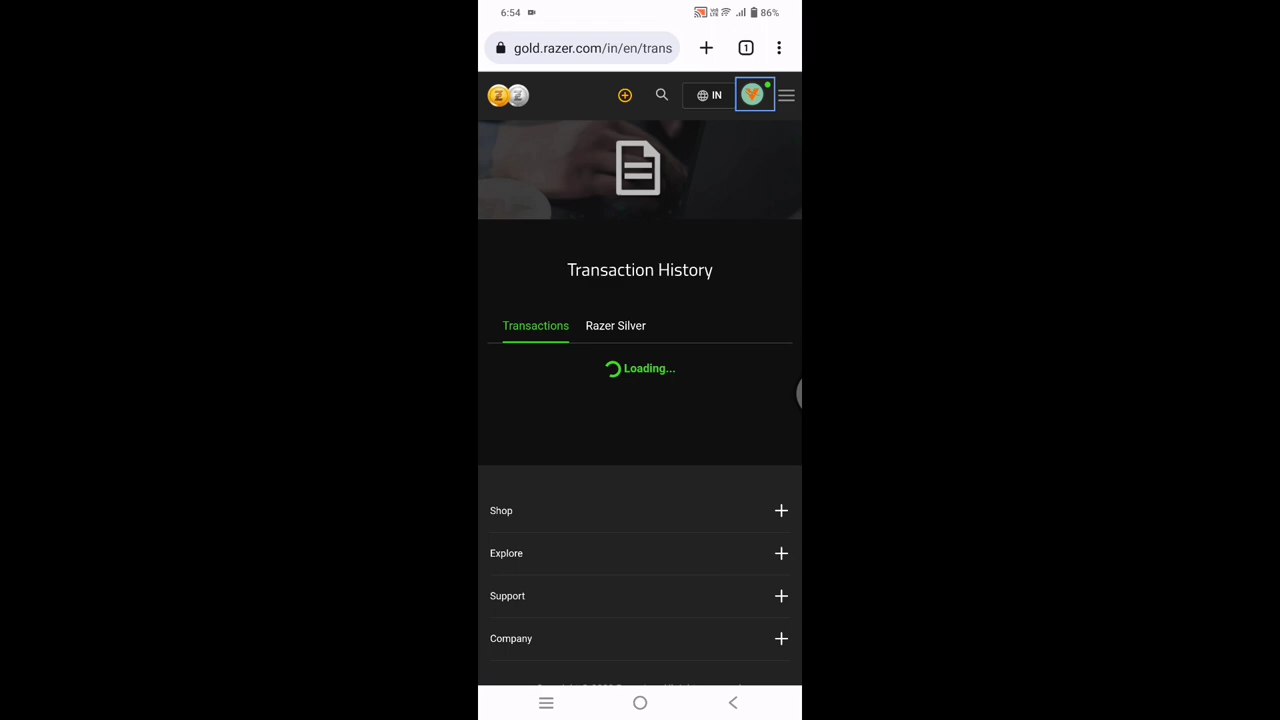 6:54
86%
gold.razer.com/in/en/trans
1
IN
Transaction History
Transactions Razer Silver
Loading...
Shop
Explore
Support
Company